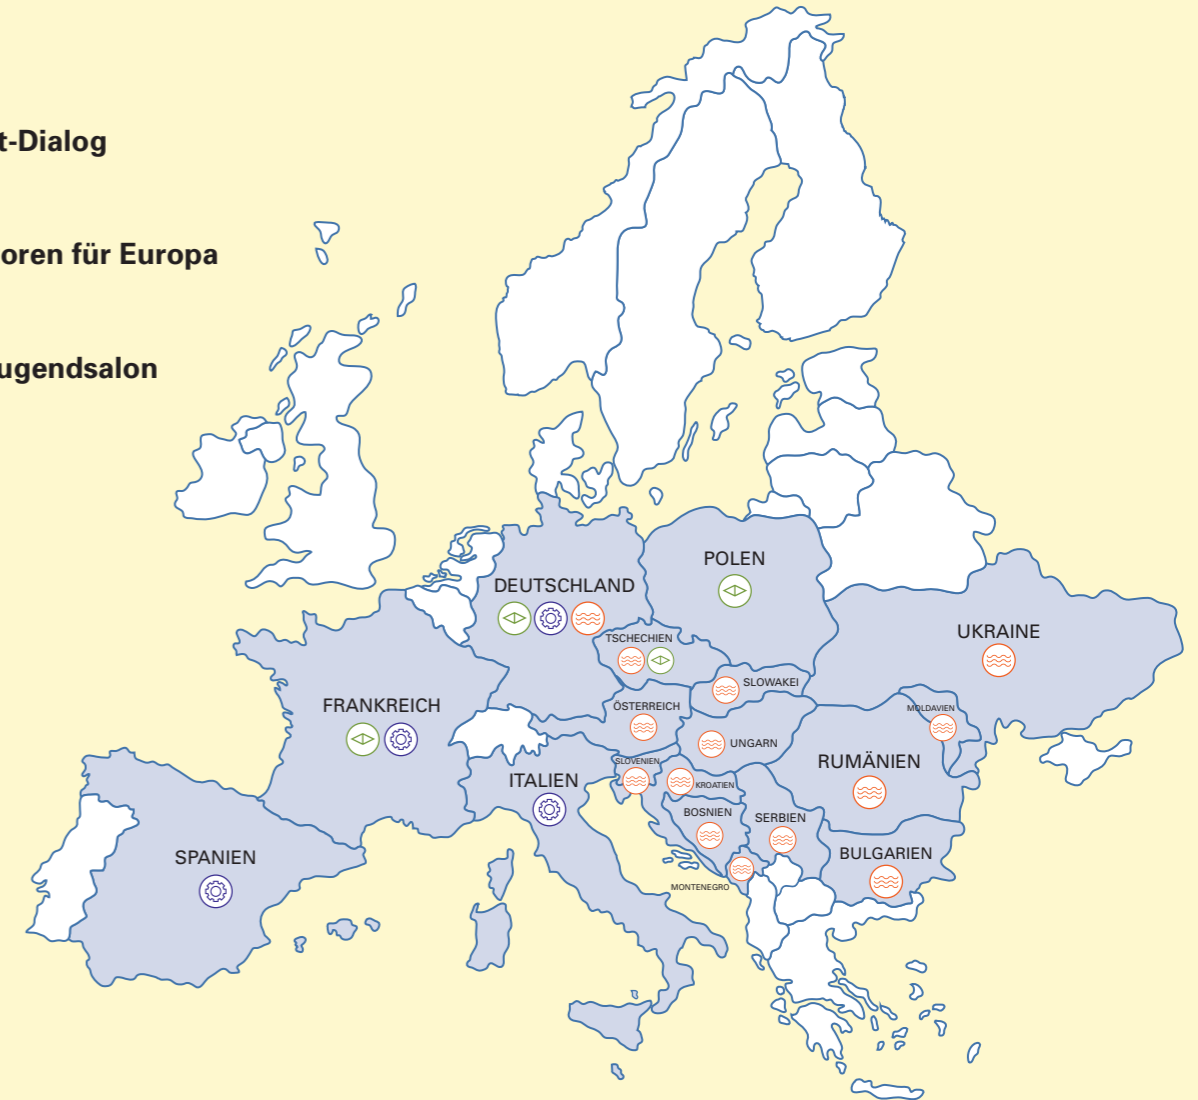 t-Dialog
oren für Europa
ugendsalon
POLEN
DEUTSCHLAND
UKRAINE
TSCHECHIEN
SLOWAKEI
FRANKREICH
ÖSTERREICH
MOLDAVIEN
UNGARN
SLOVENIEN
RUMÄNIEN
ITALIEN
KROATIEN
BOSNIEN
SERBIEN
SPANIEN
BULGARIEN
MONTENEGRO